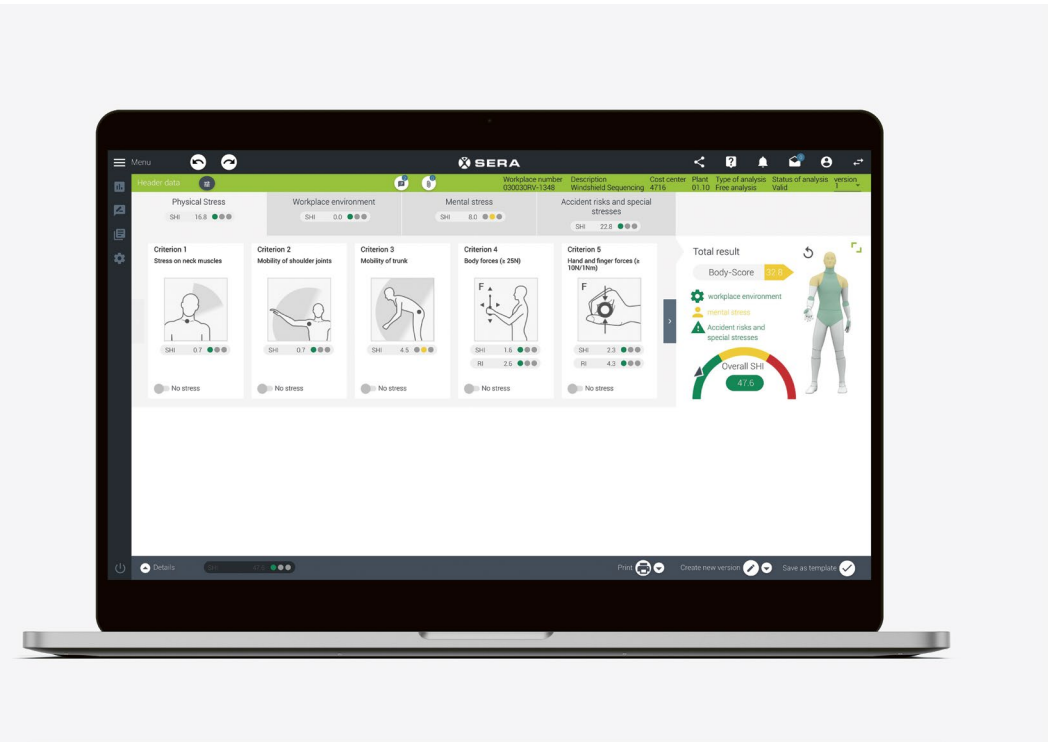 Menu
SERA
Header data
Workplace number
030030RV-1348
Description
Windshield Sequencing
Cost center
4716
Plant
01.10
Type of analysis
Free analysis
Status of analysis
Valid
version
1
Physical Stress
SHI 16.8
Workplace environment
SHI 0.0
Mental stress
SHI 8.0
Accident risks and special
stresses
SHI 22.8
Criterion 1
Stress on neck muscles
SHI 0.7
No stress
Criterion 2
Mobility of shoulder joints
SHI 0.7
No stress
Criterion 3
Mobility of trunk
SHI 4.5
No stress
Criterion 4
Body forces (≥ 25N)
F
SHI 1.6
RI 2.6
No stress
Criterion 5
Hand and finger forces (≥
10N/1Nm)
F
SHI 2.3
RI 4.3
No stress
Total result
Body-Score 32.8
workplace environment
mental stress
Accident risks and
special stresses
Overall SHI
47.6
Details
SHI 47.6
Print
Create new version
Save as template